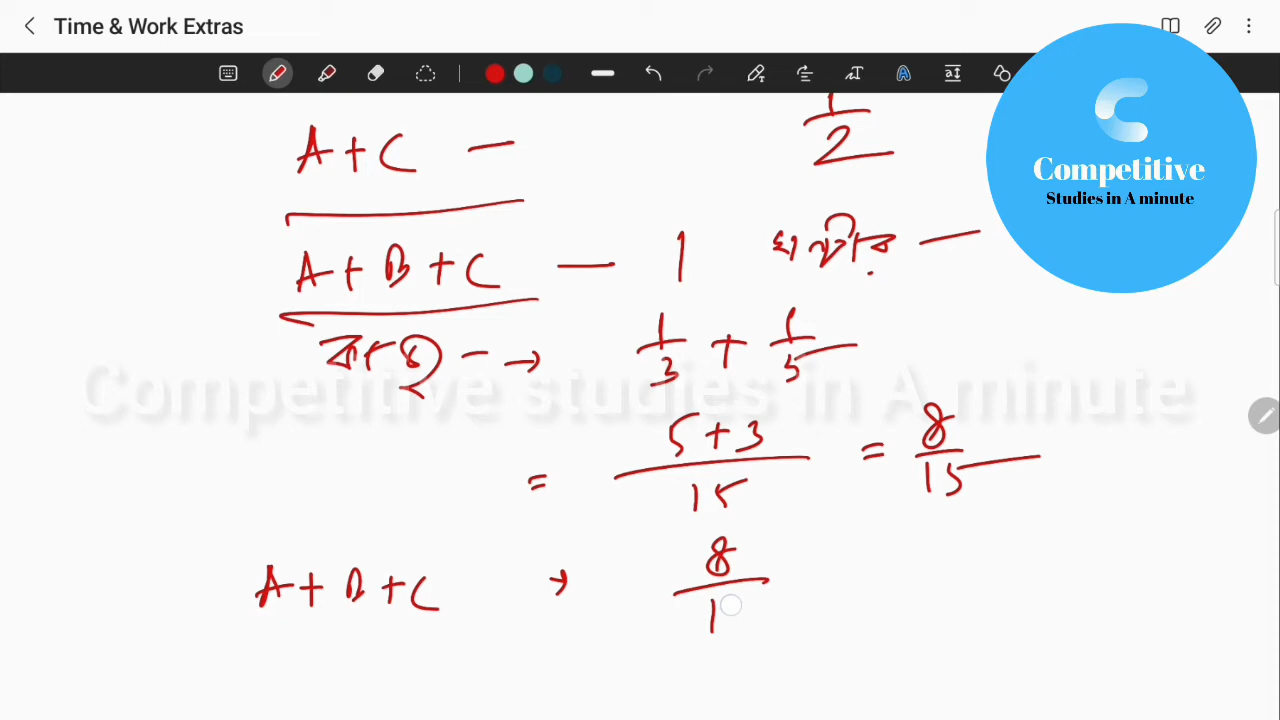 Time & Work Extras
Competitive
Studies in A minute
1/2
A+C —
A+B+C — 1
→ 1/3 + 1/5
Competitive studies in A minute
= (5+3)/15 = 8/15
A+B+C → 8/1